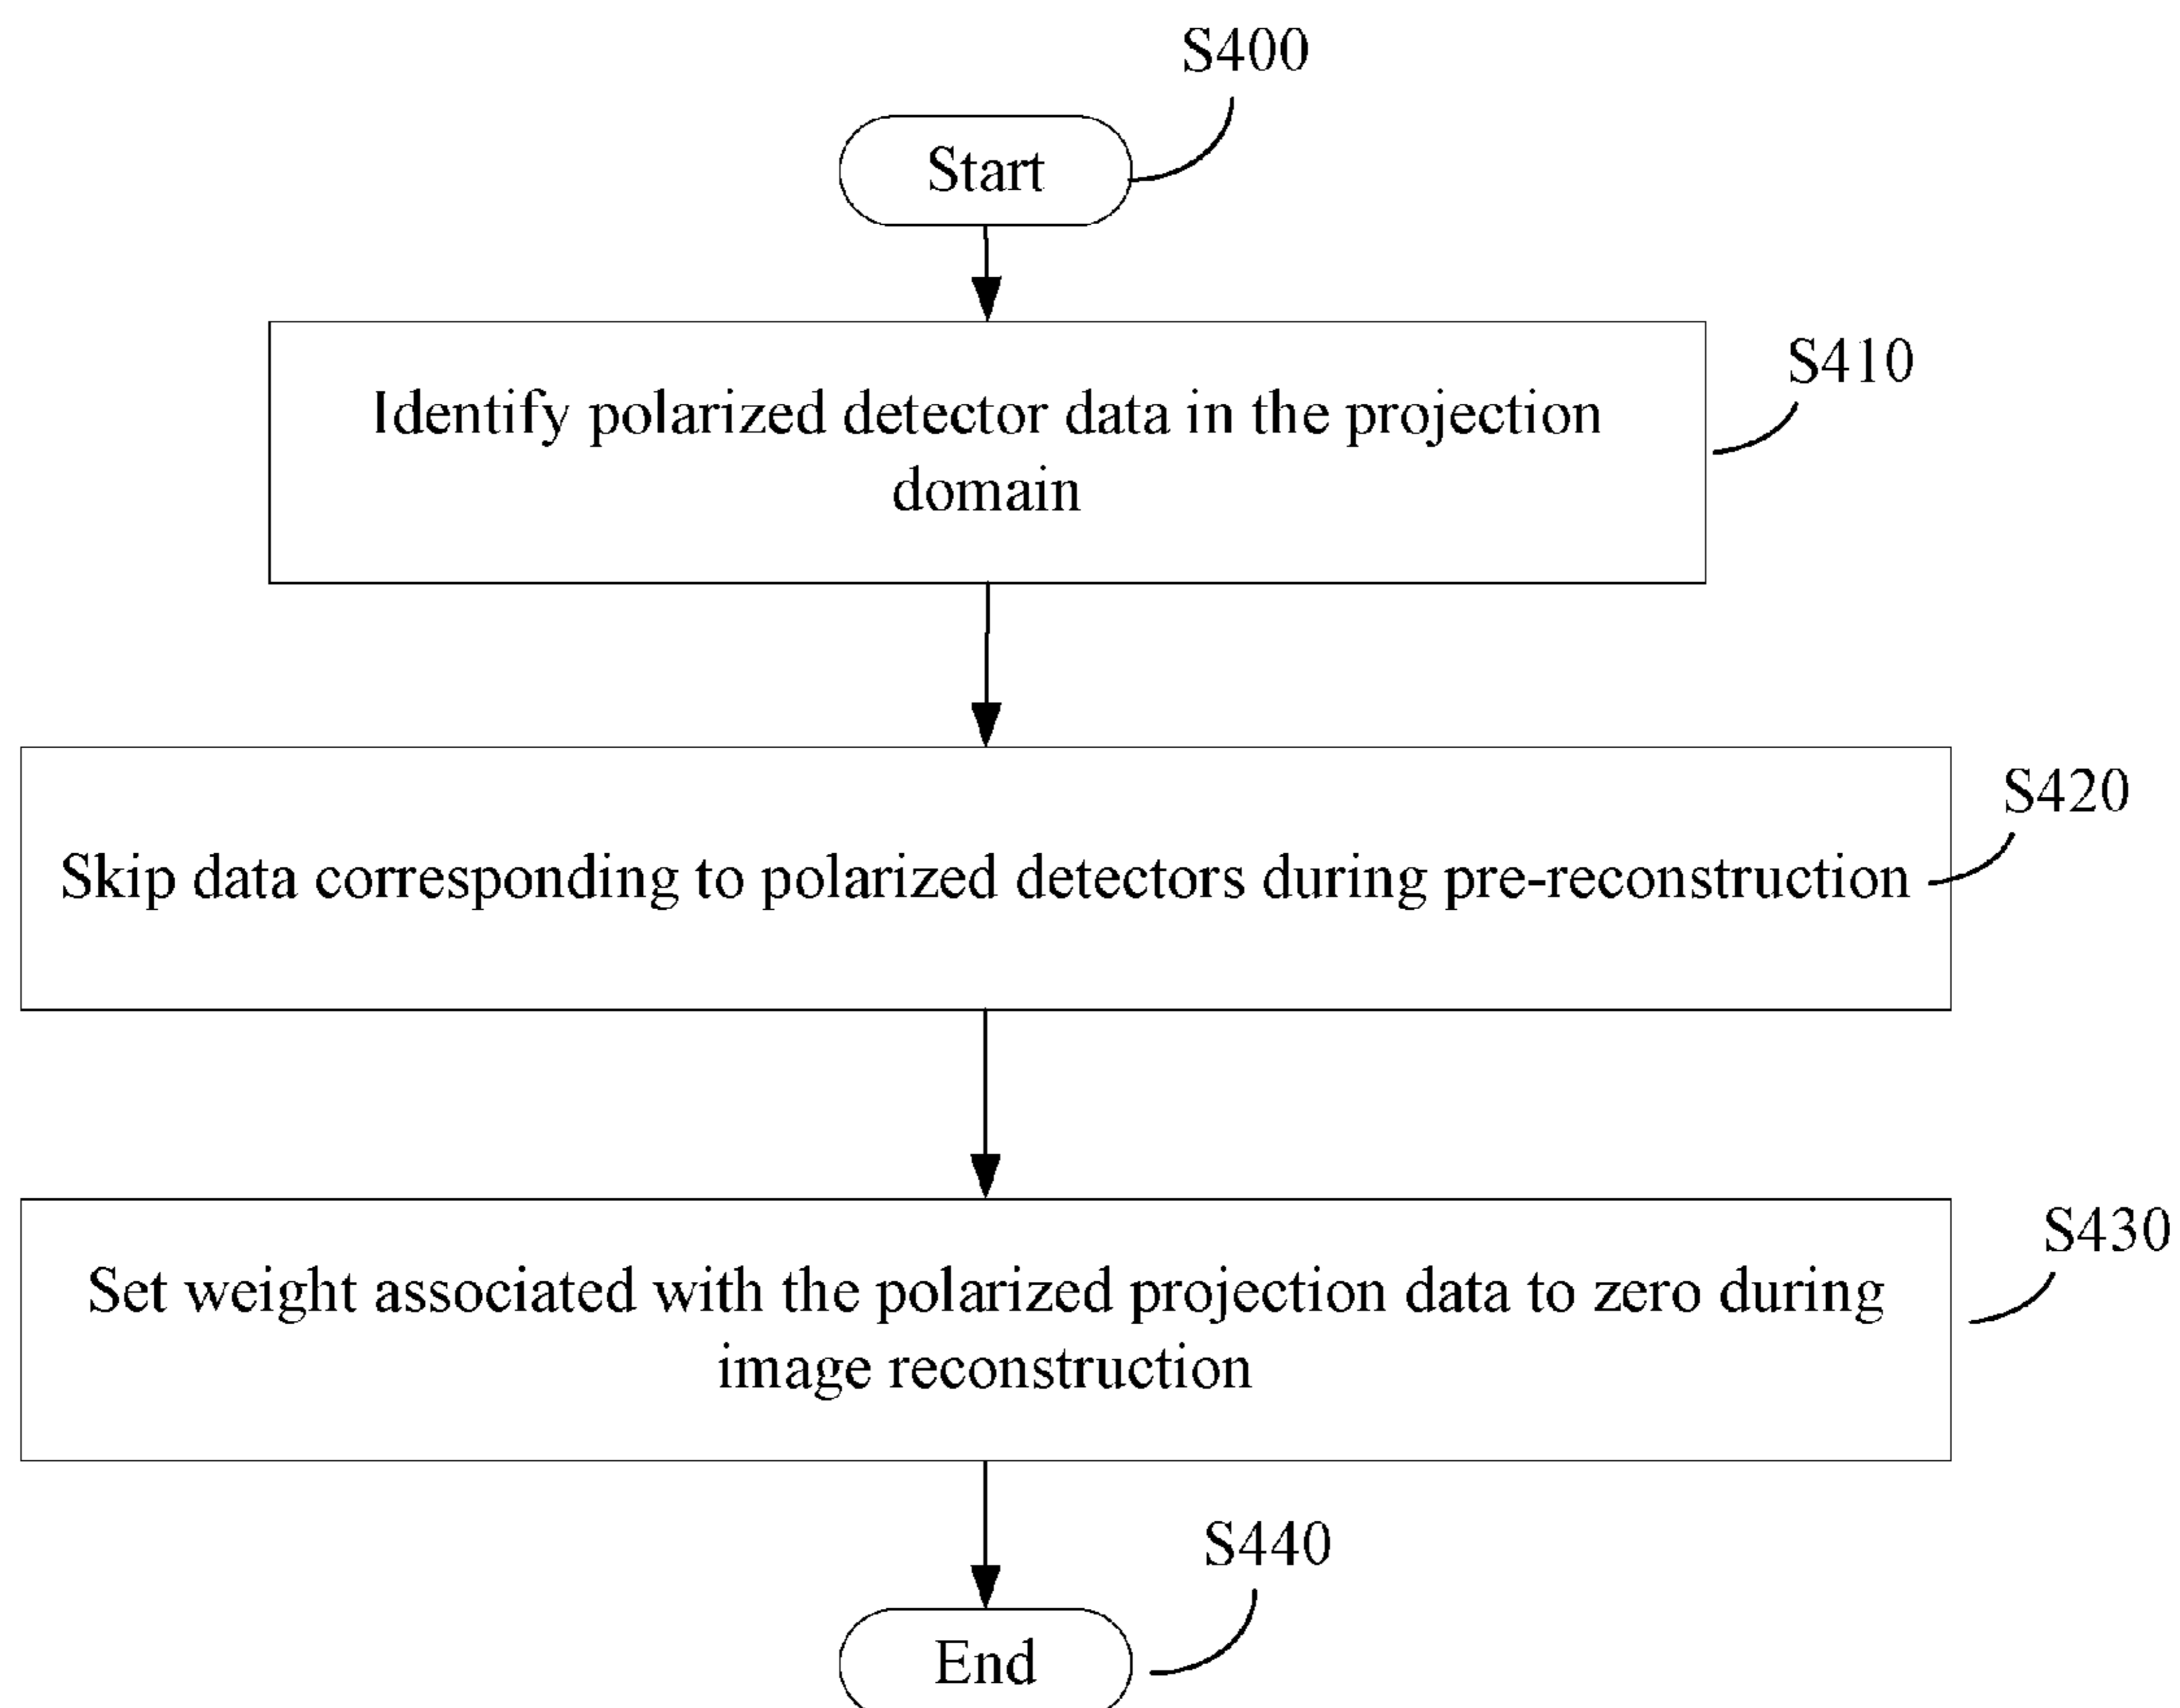 S400
Start
S410
Identify polarized detector data in the projection
domain
S420
Skip data corresponding to polarized detectors during pre-reconstruction
S430
Set weight associated with the polarized projection data to zero during
image reconstruction
S440
End